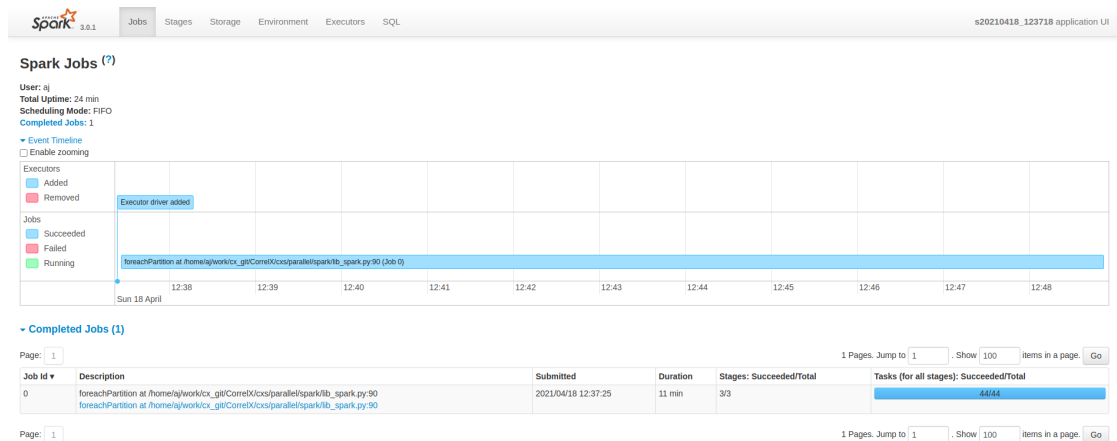 APACHE Spark 3.0.1 Jobs Stages Storage Environment Executors SQL s20210418_123718 application UI
Spark Jobs (?)
User: aj
Total Uptime: 24 min
Scheduling Mode: FIFO
Completed Jobs: 1
Event Timeline
Enable zooming
Executors
Added
Removed
Executor driver added
Jobs
Succeeded
Failed
Running
foreachPartition at /home/aj/work/cx_git/CorrelX/cxs/parallel/spark/lib_spark.py:90 (Job 0)
12:38 12:39 12:40 12:41 12:42 12:43 12:44 12:45 12:46 12:47 12:48
Sun 18 April
Completed Jobs (1)
Page: 1 1 Pages. Jump to 1 . Show 100 items in a page. Go
Job Id ▾ Description Submitted Duration Stages: Succeeded/Total Tasks (for all stages): Succeeded/Total
0 foreachPartition at /home/aj/work/cx_git/CorrelX/cxs/parallel/spark/lib_spark.py:90 2021/04/18 12:37:25 11 min 3/3 44/44
foreachPartition at /home/aj/work/cx_git/CorrelX/cxs/parallel/spark/lib_spark.py:90
Page: 1 1 Pages. Jump to 1 . Show 100 items in a page. Go